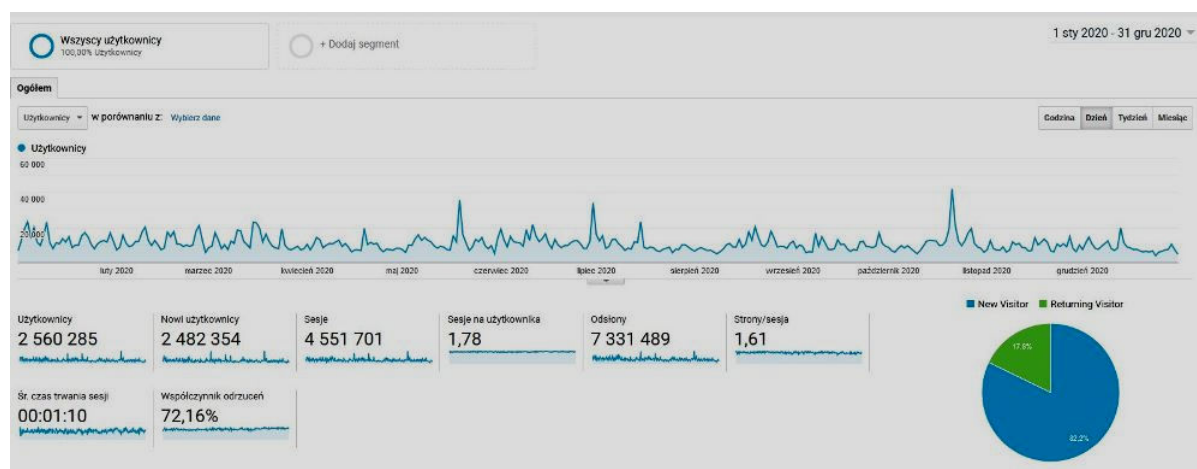 Wszyscy użytkownicy
100,00% Użytkownicy
+ Dodaj segment
1 sty 2020 - 31 gru 2020
Ogółem
Użytkownicy w porównaniu z: Wybierz dane
Godzina Dzień Tydzień Miesiąc
Użytkownicy
60 000
40 000
20 000
luty 2020 marzec 2020 kwiecień 2020 maj 2020 czerwiec 2020 lipiec 2020 sierpień 2020 wrzesień 2020 październik 2020 listopad 2020 grudzień 2020
New Visitor Returning Visitor
Użytkownicy Nowi użytkownicy Sesje Sesje na użytkownika Odsłony Strony/sesja
2 560 285 2 482 354 4 551 701 1,78 7 331 489 1,61
17,8%
Śr. czas trwania sesji Współczynnik odrzuceń
00:01:10 72,16%
82,2%